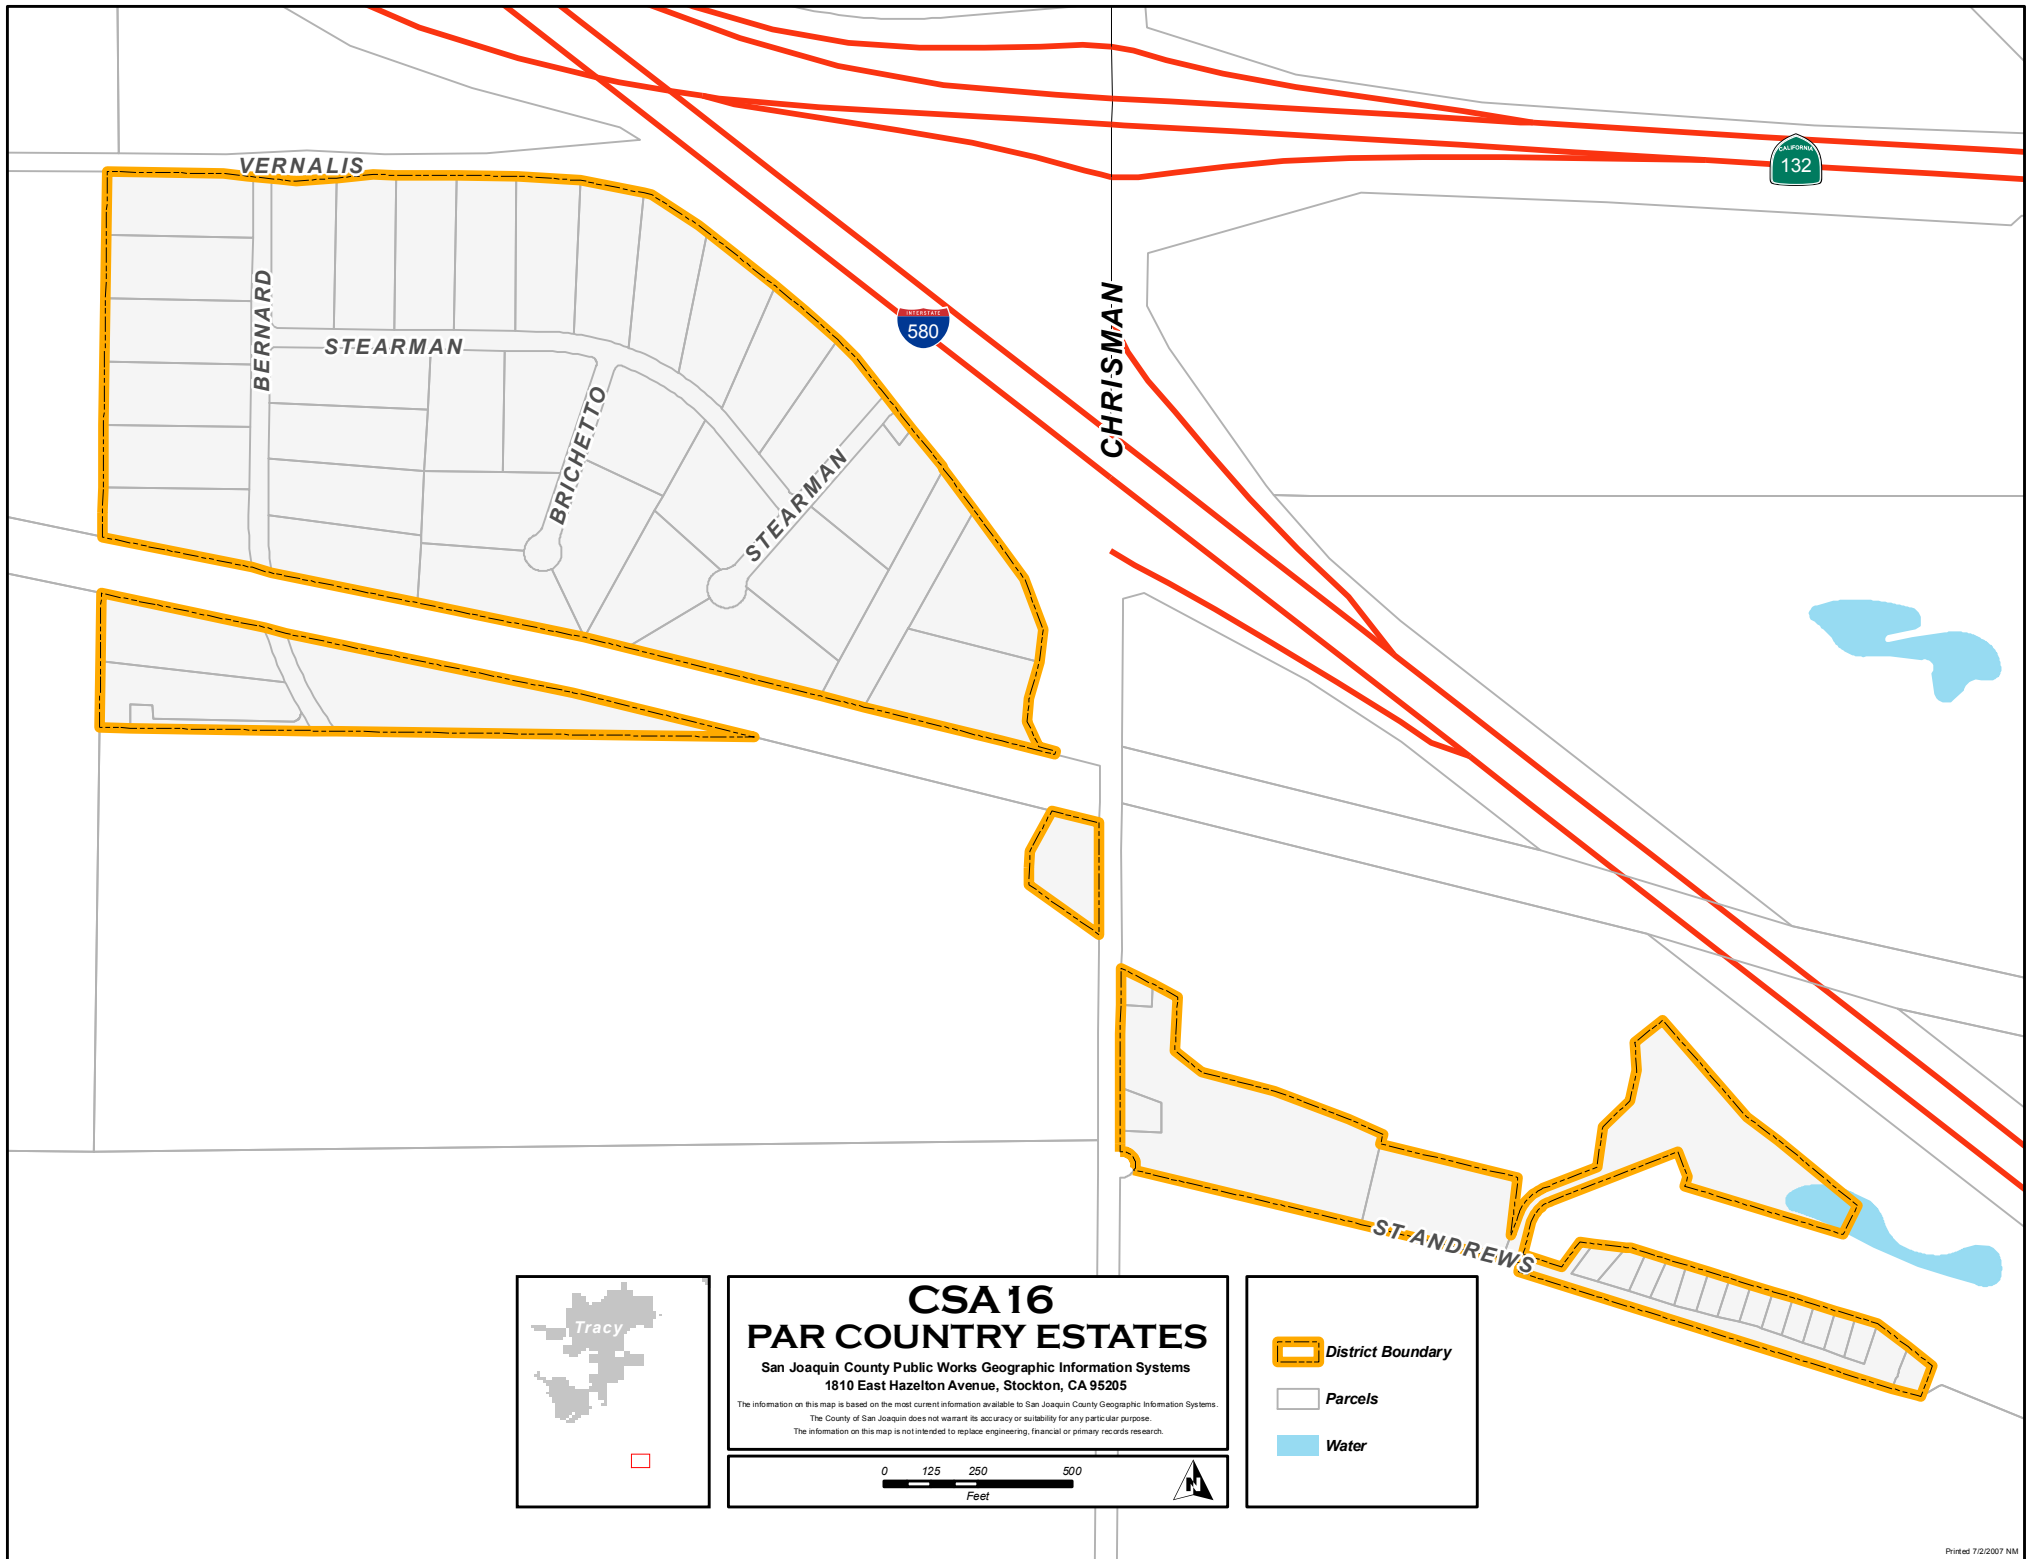 VERNALIS
CALIFORNIA
132
BERNARD
STEARMAN
INTERSTATE
580
CHRISMAN
BRICHETTO
STEARMAN
ST ANDREWS
Tracy
CSA 16
PAR COUNTRY ESTATES
San Joaquin County Public Works Geographic Information Systems
1810 East Hazelton Avenue, Stockton, CA 95205
The information on this map is based on the most current information available to San Joaquin County Geographic Information Systems.
The County of San Joaquin does not warrant its accuracy or suitability for any particular purpose.
The information on this map is not intended to replace engineering, financial or primary records research.
0 125 250 500
Feet
N
District Boundary
Parcels
Water
Printed 7/2/2007 NM